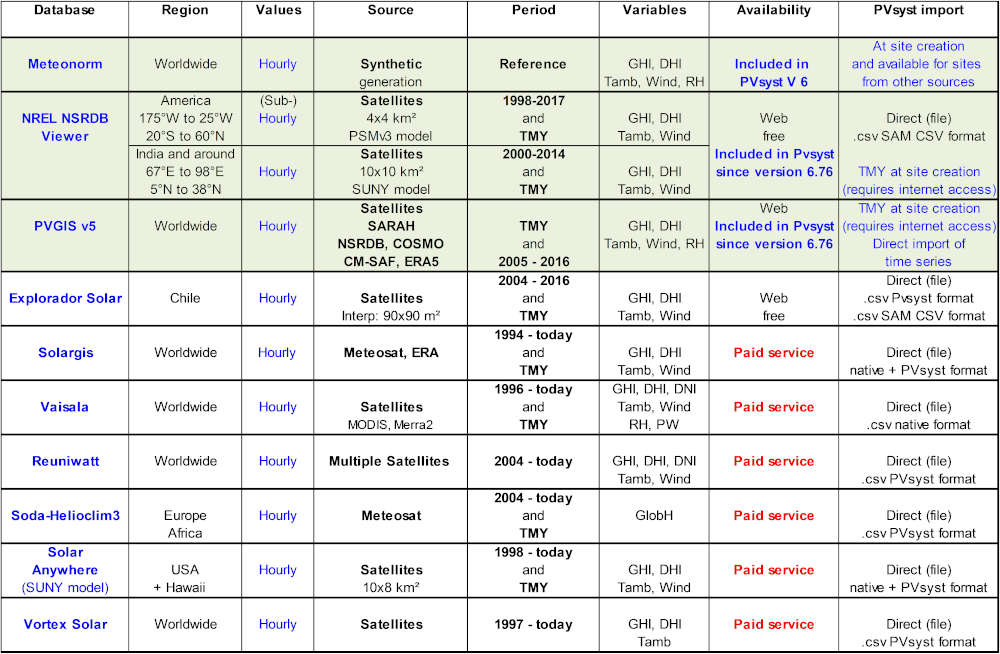 Database Region Values Source Period Variables Availability PVsyst import
At site creation
Meteonorm Worldwide Hourly Synthetic Reference GHI, DHI Included in and available for sites
generation Tamb, Wind, RH PVsyst V 6 from other sources
America (Sub-) Satellites 1998-2017
NREL NSRDB 175°W to 25°W Hourly 4x4 km² and GHI, DHI Web Direct (file)
Viewer 20°S to 60°N PSMv3 model TMY Tamb, Wind free .csv SAM CSV format
India and around Satellites 2000-2014 Included in Pvsyst
67°E to 98°E Hourly 10x10 km² and GHI, DHI since version 6.76 TMY at site creation
5°N to 38°N SUNY model TMY Tamb, Wind (requires internet access)
Satellites Web TMY at site creation
PVGIS v5 Worldwide Hourly SARAH TMY GHI, DHI Included in Pvsyst (requires internet access)
NSRDB, COSMO and Tamb, Wind, RH since version 6.76 Direct import of
CM-SAF, ERA5 2005 - 2016 time series
2004 - 2016 Direct (file)
Explorador Solar Chile Hourly Satellites and GHI, DHI Web .csv Pvsyst format
Interp: 90x90 m² TMY Tamb, Wind free .csv SAM CSV format
1994 - today
Solargis Worldwide Hourly Meteosat, ERA and GHI, DHI Paid service Direct (file)
TMY Tamb, Wind native + PVsyst format
1996 - today GHI, DHI, DNI
Vaisala Worldwide Hourly Satellites and Tamb, Wind Paid service Direct (file)
MODIS, Merra2 TMY RH, PW .csv native format
Reuniwatt Worldwide Hourly Multiple Satellites 2004 - today GHI, DHI, DNI Paid service Direct (file)
Tamb, Wind .csv PVsyst format
2004 - today
Soda-Helioclim3 Europe Hourly Meteosat and GlobH Paid service Direct (file)
Africa TMY .csv PVsyst format
Solar 1998 - today
Anywhere USA Hourly Satellites and GHI, DHI Paid service Direct (file)
(SUNY model) + Hawaii 10x8 km² TMY Tamb, Wind native + PVsyst format
Vortex Solar Worldwide Hourly Satellites 1997 - today GHI, DHI Paid service Direct (file)
Tamb .csv PVsyst format